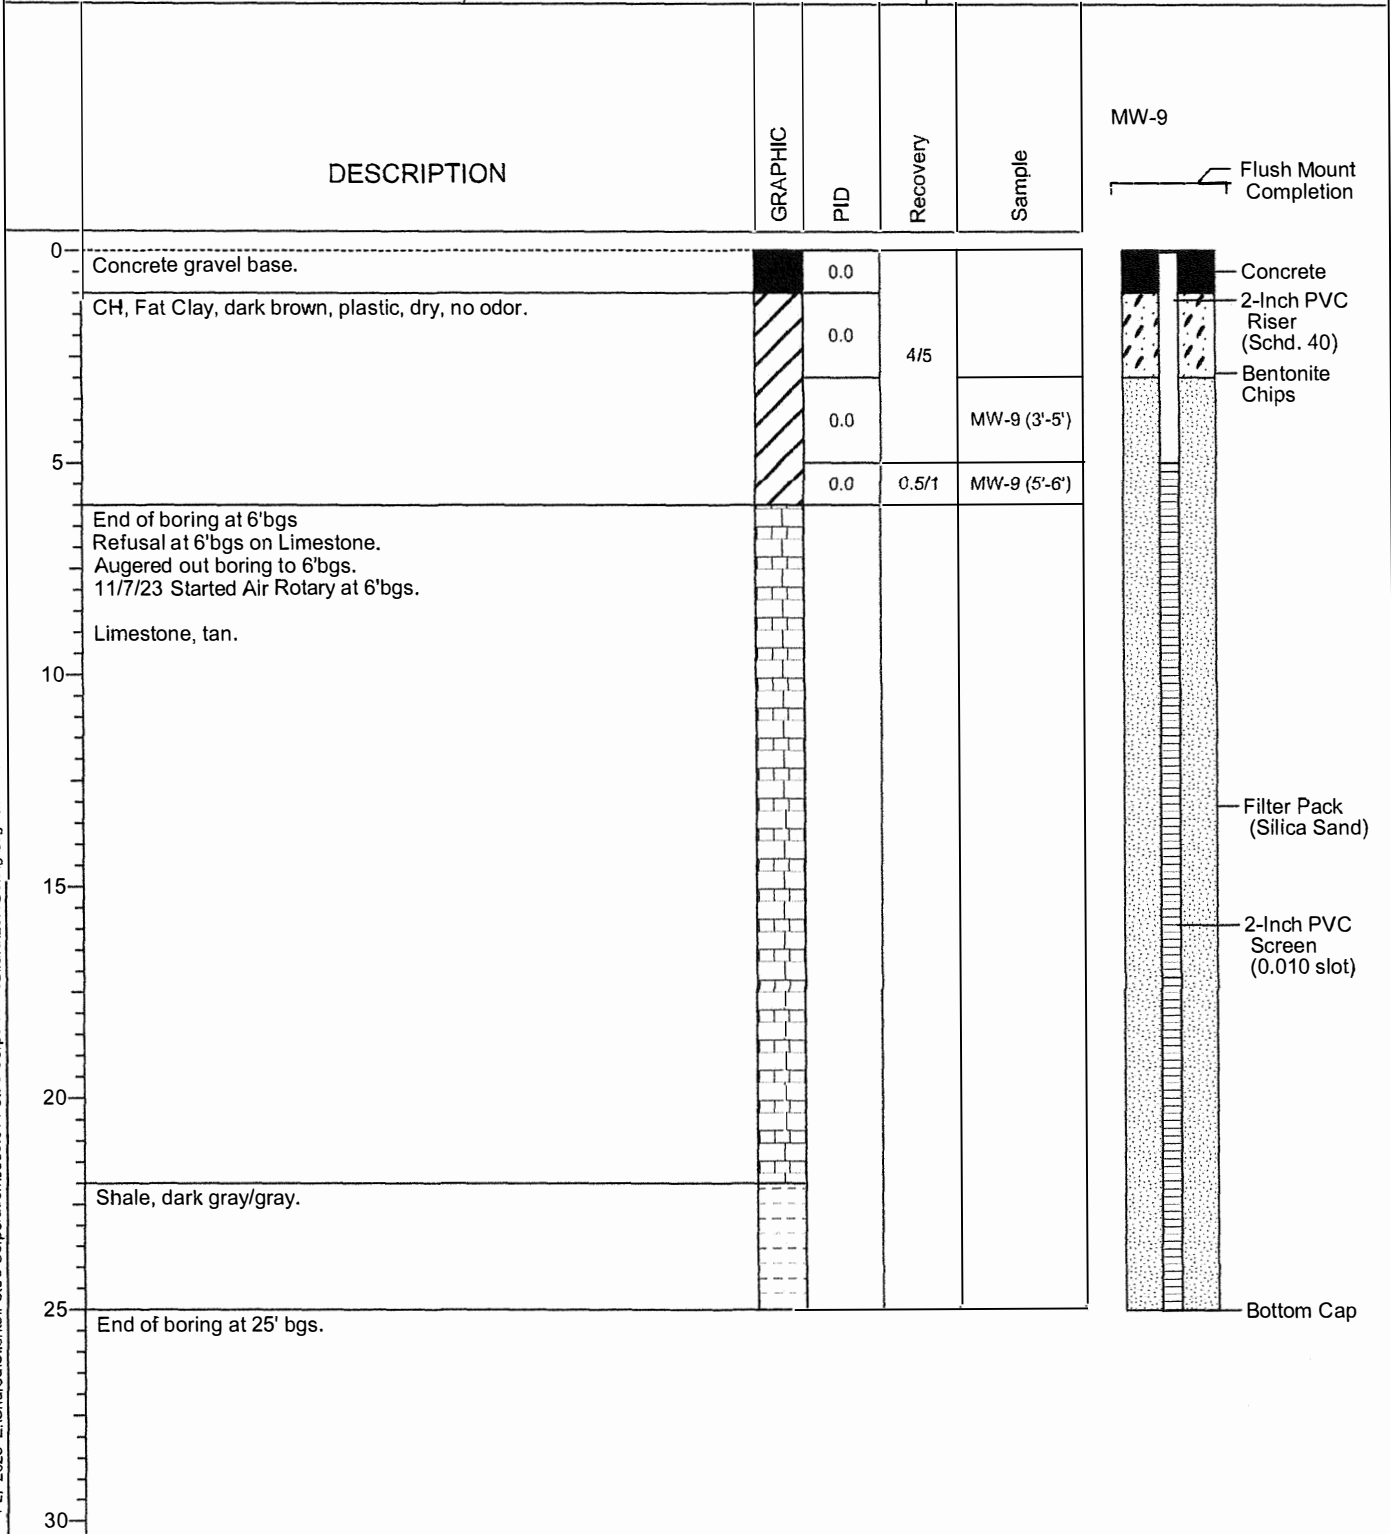 MW-9
DESCRIPTION
GRAPHIC
PID
Recovery
Sample
Flush Mount
Completion
0
Concrete gravel base.
0.0
Concrete
CH, Fat Clay, dark brown, plastic, dry, no odor.
0.0
4/5
2-Inch PVC
Riser
(Schd. 40)
Bentonite
Chips
0.0
MW-9 (3'-5')
5
0.0
0.5/1
MW-9 (5'-6')
End of boring at 6'bgs
Refusal at 6'bgs on Limestone.
Augered out boring to 6'bgs.
11/7/23 Started Air Rotary at 6'bgs.
Limestone, tan.
10
Filter Pack
(Silica Sand)
15
2-Inch PVC
Screen
(0.010 slot)
20
Shale, dark gray/gray.
25
Bottom Cap
End of boring at 25' bgs.
30